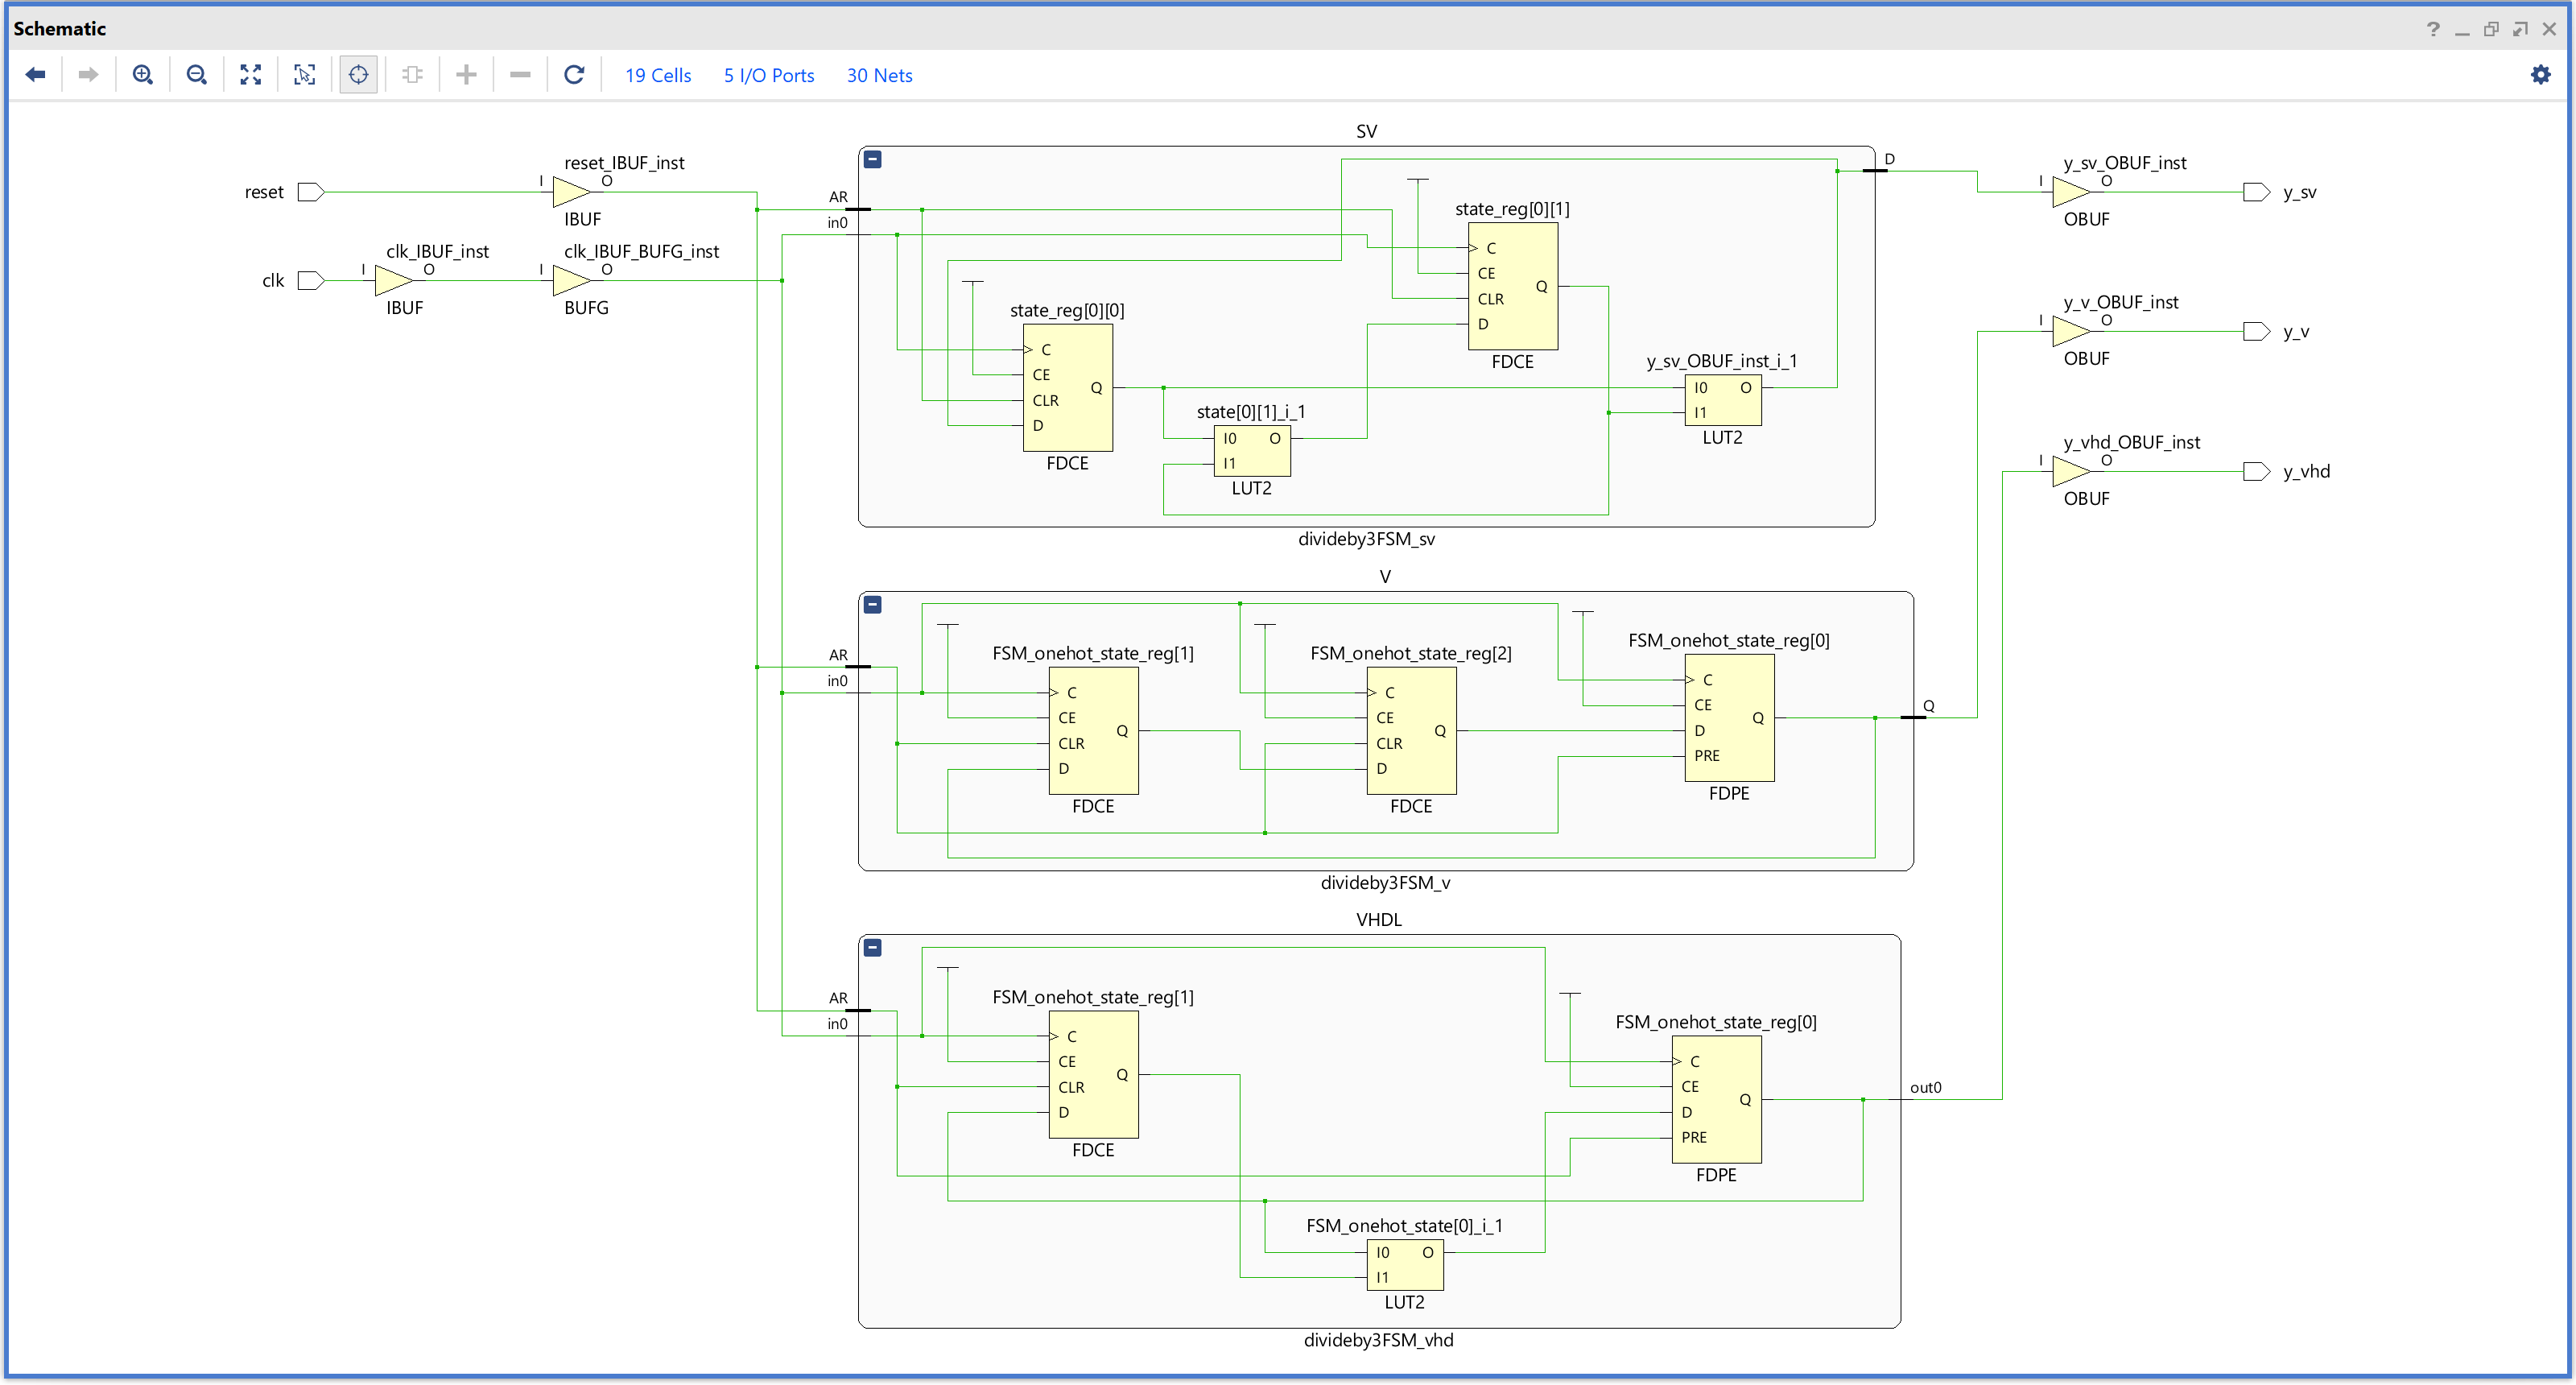 Schematic
19 Cells 5 I/O Ports 30 Nets
reset
I
reset_IBUF_inst
O
IBUF
clk
I
clk_IBUF_inst
O
IBUF
I
clk_IBUF_BUFG_inst
O
BUFG
SV
AR
in0
D
state_reg[0][0]
C
CE
CLR
D
Q
FDCE
state[0][1]_i_1
I0 O
I1
LUT2
state_reg[0][1]
C
CE
CLR
D
Q
FDCE
y_sv_OBUF_inst_i_1
I0 O
I1
LUT2
divideby3FSM_sv
y_sv_OBUF_inst
I
O
OBUF
y_sv
y_v_OBUF_inst
I
O
OBUF
y_v
y_vhd_OBUF_inst
I
O
OBUF
y_vhd
V
AR
in0
FSM_onehot_state_reg[1]
C
CE
CLR
D
Q
FDCE
FSM_onehot_state_reg[2]
C
CE
CLR
D
Q
FDCE
FSM_onehot_state_reg[0]
C
CE
D
PRE
Q
FDPE
Q
divideby3FSM_v
VHDL
AR
in0
FSM_onehot_state_reg[1]
C
CE
CLR
D
Q
FDCE
FSM_onehot_state[0]_i_1
I0 O
I1
LUT2
FSM_onehot_state_reg[0]
C
CE
D
PRE
Q
FDPE
out0
divideby3FSM_vhd